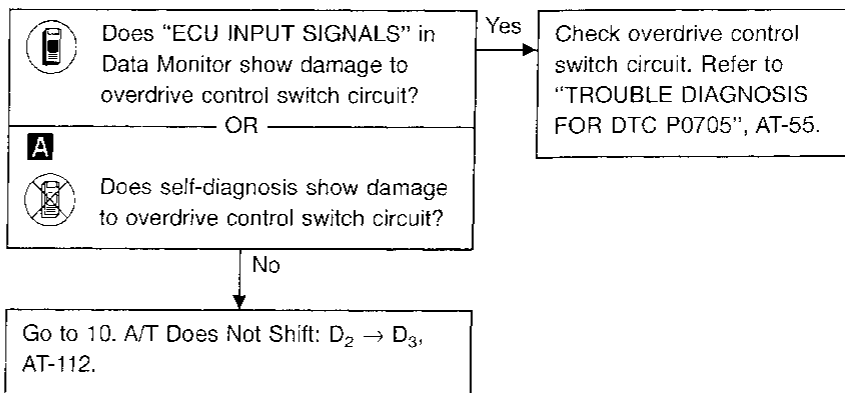 Does “ECU INPUT SIGNALS” in
Data Monitor show damage to
overdrive control switch circuit?
OR
A
Does self-diagnosis show damage
to overdrive control switch circuit?
Yes
Check overdrive control
switch circuit. Refer to
“TROUBLE DIAGNOSIS
FOR DTC P0705”, AT-55.
No
Go to 10. A/T Does Not Shift: D₂ → D₃,
AT-112.